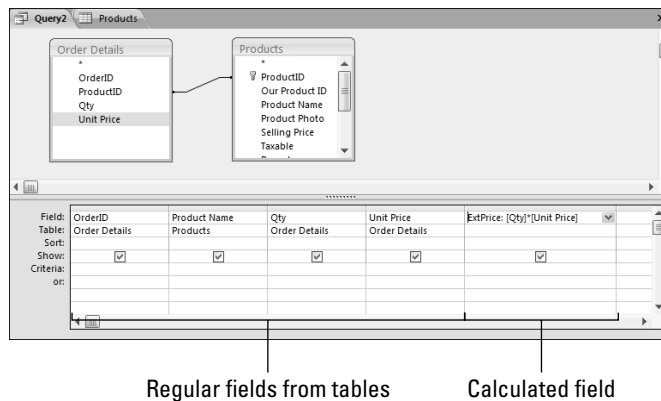 Query2 Products
Order Details
*
OrderID
ProductID
Qty
Unit Price
Products
*
ProductID
Our Product ID
Product Name
Product Photo
Selling Price
Taxable
Field: OrderID Product Name Qty Unit Price ExtPrice: [Qty]*[Unit Price]
Table: Order Details Products Order Details Order Details
Sort:
Show:
Criteria:
or:
Regular fields from tables Calculated field